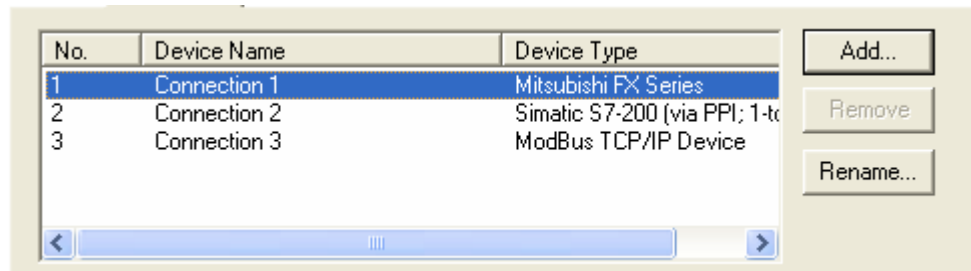 No. Device Name Device Type
1 Connection 1 Mitsubishi FX Series
2 Connection 2 Simatic S7-200 (via PPI; 1-to
3 Connection 3 ModBus TCP/IP Device
Add...
Remove
Rename...